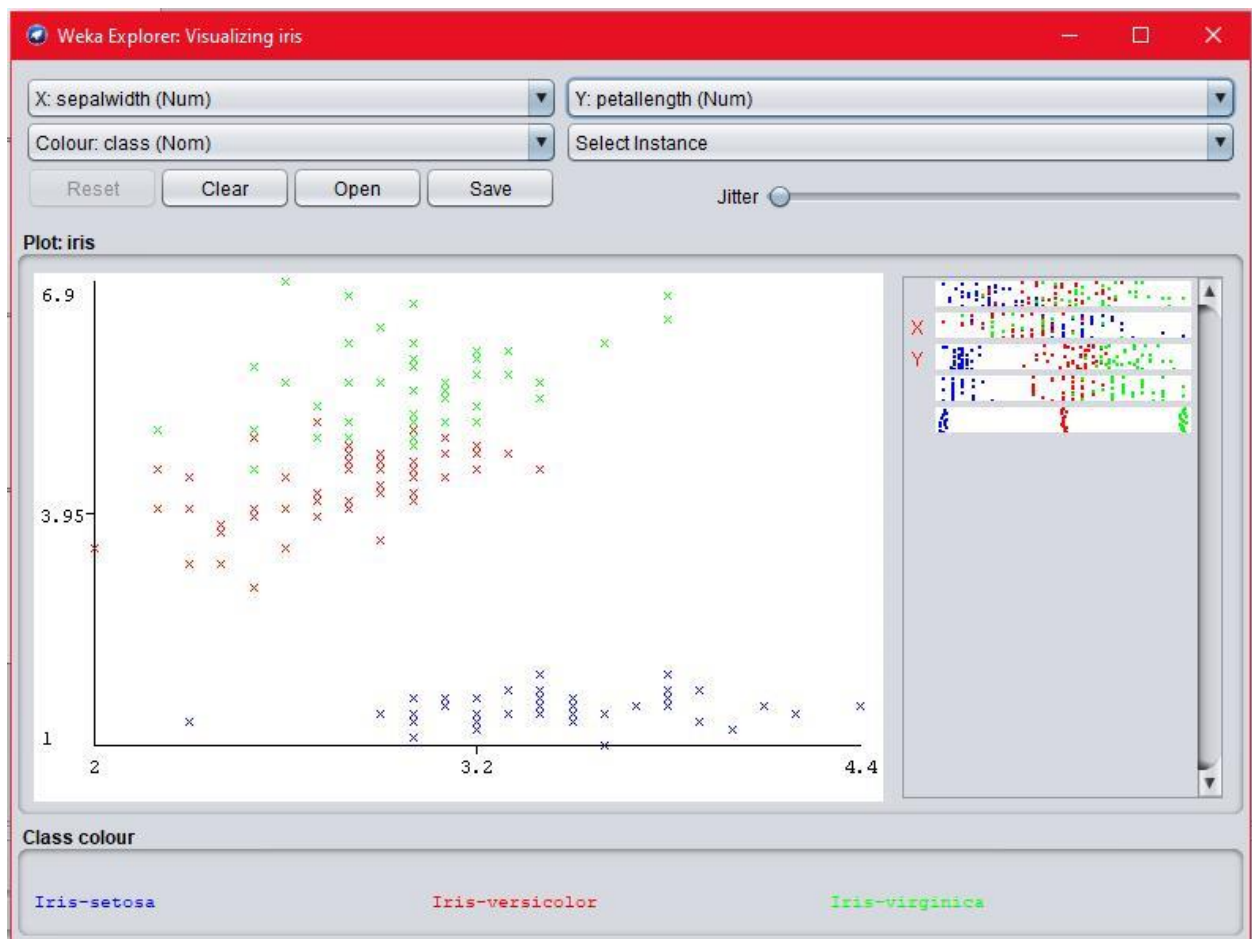 Weka Explorer: Visualizing iris
X: sepalwidth (Num) Y: petallength (Num)
Colour: class (Nom) Select Instance
Reset Clear Open Save Jitter
Plot: iris
6.9
X
Y
3.95
1
2 3.2 4.4
Class colour
Iris-setosa Iris-versicolor Iris-virginica